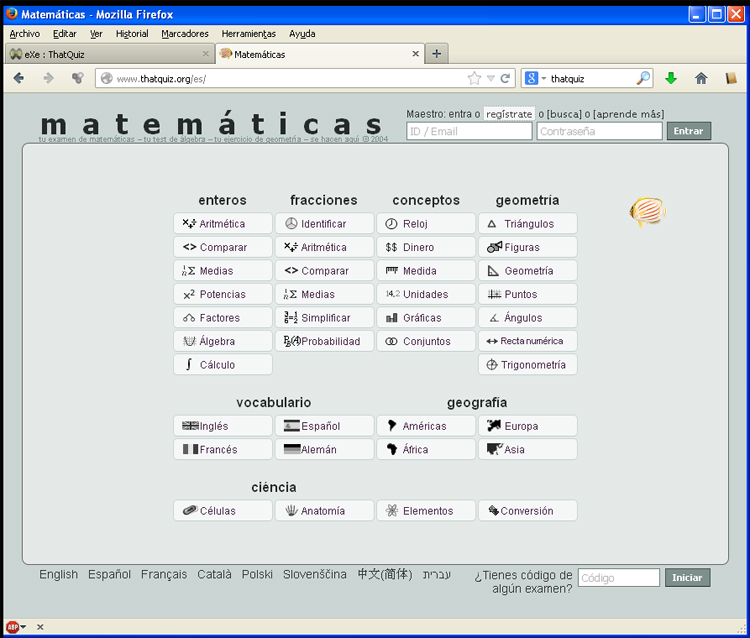 Matemáticas - Mozilla Firefox
Archivo Editar Ver Historial Marcadores Herramientas Ayuda
eXe : ThatQuiz
Matemáticas
www.thatquiz.org/es/
thatquiz
matemáticas
tu examen de matemáticas – tu test de álgebra – tu ejercicio de geometría – se hacen aquí © 2004
Maestro: entra o regístrate o [busca] o [aprende más]
ID / Email Contraseña Entrar
enteros fracciones conceptos geometría
Aritmética Identificar Reloj Triángulos
<> Comparar Aritmética $$ Dinero Figuras
Medias <> Comparar Medida Geometría
x² Potencias Medias 14,2 Unidades Puntos
Factores Simplificar Gráficas Ángulos
Álgebra Probabilidad Conjuntos Recta numérica
∫ Cálculo Trigonometría
vocabulario geografía
Inglés Español Américas Europa
Francés Alemán África Asia
ciencia
Células Anatomía Elementos Conversión
English Español Français Català Polski Slovenščina 中文(简体) עברית
¿Tienes código de
algún examen?
Código Iniciar
ABP